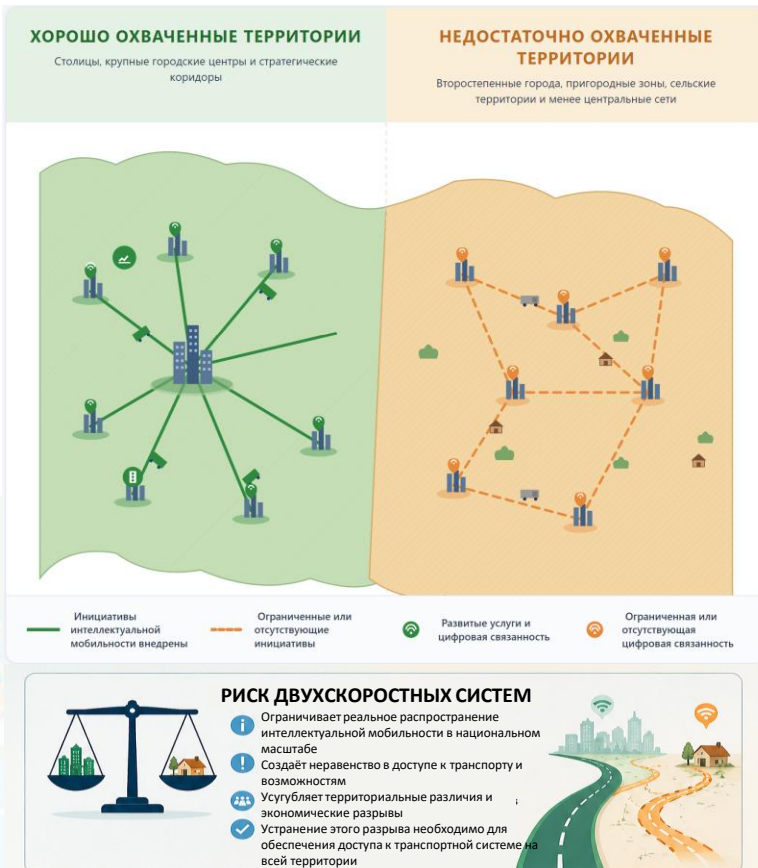 ХОРОШО ОХВАЧЕННЫЕ ТЕРРИТОРИИ
Столицы, крупные городские центры и стратегические
коридоры
НЕДОСТАТОЧНО ОХВАЧЕННЫЕ
ТЕРРИТОРИИ
Второстепенные города, пригородные зоны, сельские
территории и менее центральные сети
Инициативы
интеллектуальной
мобильности внедрены
Ограниченные или
отсутствующие
инициативы
Развитые услуги и
цифровая связанность
Ограниченная или
отсутствующая
цифровая связанность
РИСК ДВУХСКОРОСТНЫХ СИСТЕМ
Ограничивает реальное распространение
интеллектуальной мобильности в национальном
масштабе
Создаёт неравенство в доступе к транспорту и
возможностям
Усугубляет территориальные различия и
экономические разрывы
Устранение этого разрыва необходимо для
обеспечения доступа к транспортной системе на
всей территории